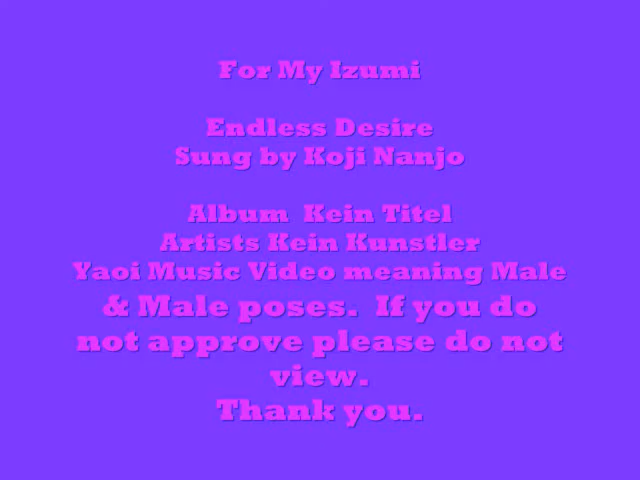 For My Izumi
Endless Desire
Sung by Koji Nanjo
Album  Kein Titel
Artists Kein Kunstler
Yaoi Music Video meaning Male
& Male poses.  If you do
not approve please do not
view.
Thank you.